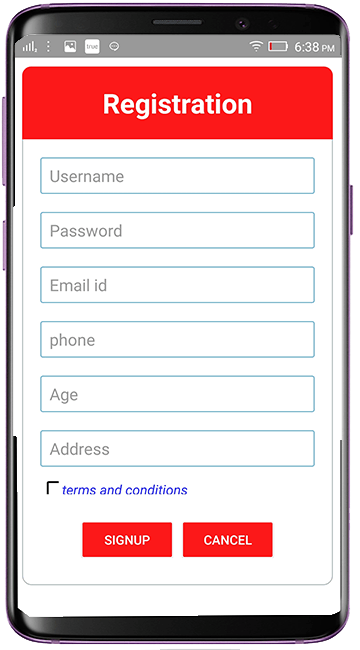 true
6:38 PM
Registration
Username
Password
Email id
phone
Age
Address
terms and conditions
SIGNUP CANCEL